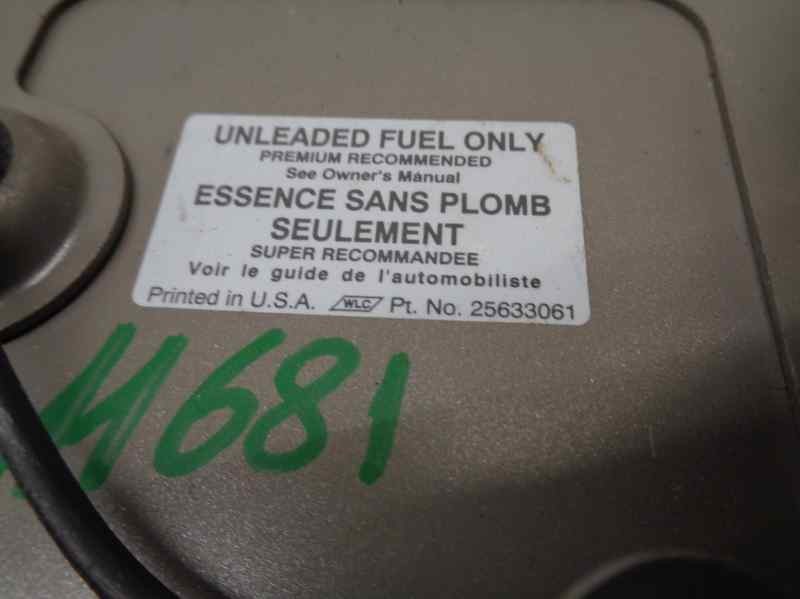 UNLEADED FUEL ONLY
PREMIUM RECOMMENDED
See Owner's Manual
ESSENCE SANS PLOMB
SEULEMENT
SUPER RECOMMANDEE
Voir le guide de l'automobiliste
Printed in U.S.A. WLC Pt. No. 25633061
M681